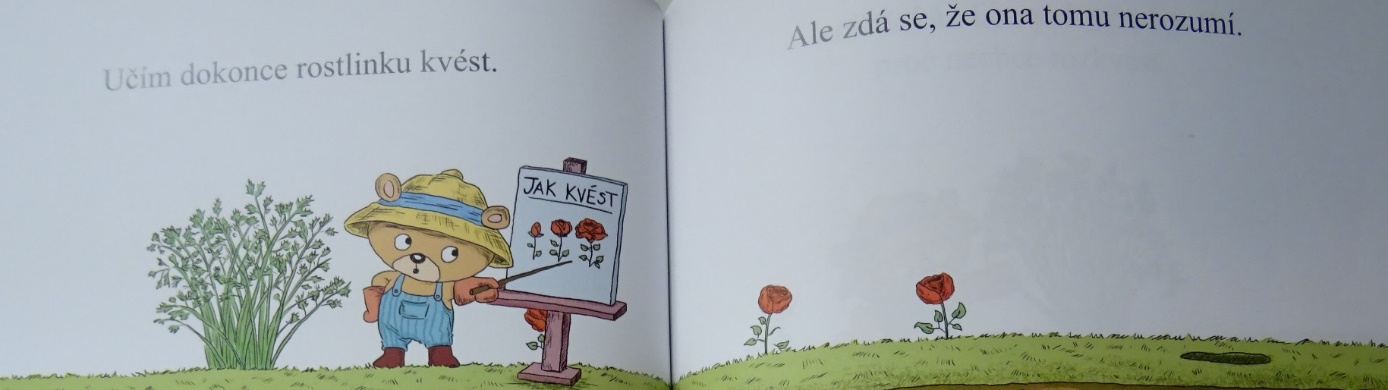 Učím dokonce rostlinku kvést.
JAK KVÉST
Ale zdá se, že ona tomu nerozumí.